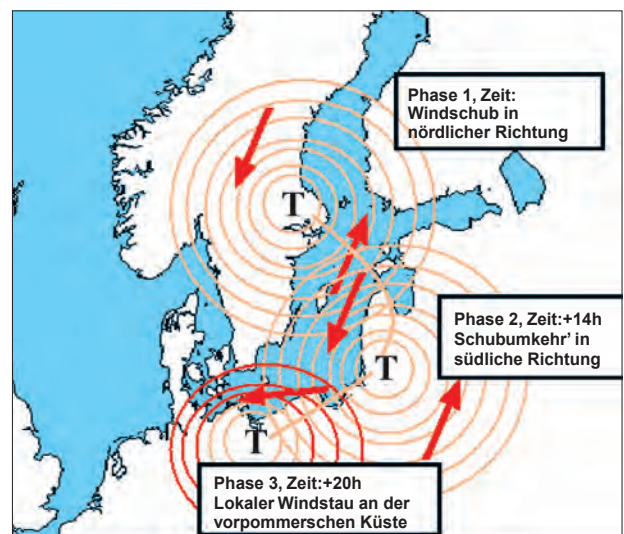 Phase 1, Zeit:
Windschub in
nördlicher Richtung
T
Phase 2, Zeit:+14h
Schubumkehr’ in
südliche Richtung
T
T
Phase 3, Zeit:+20h
Lokaler Windstau an der
vorpommerschen Küste